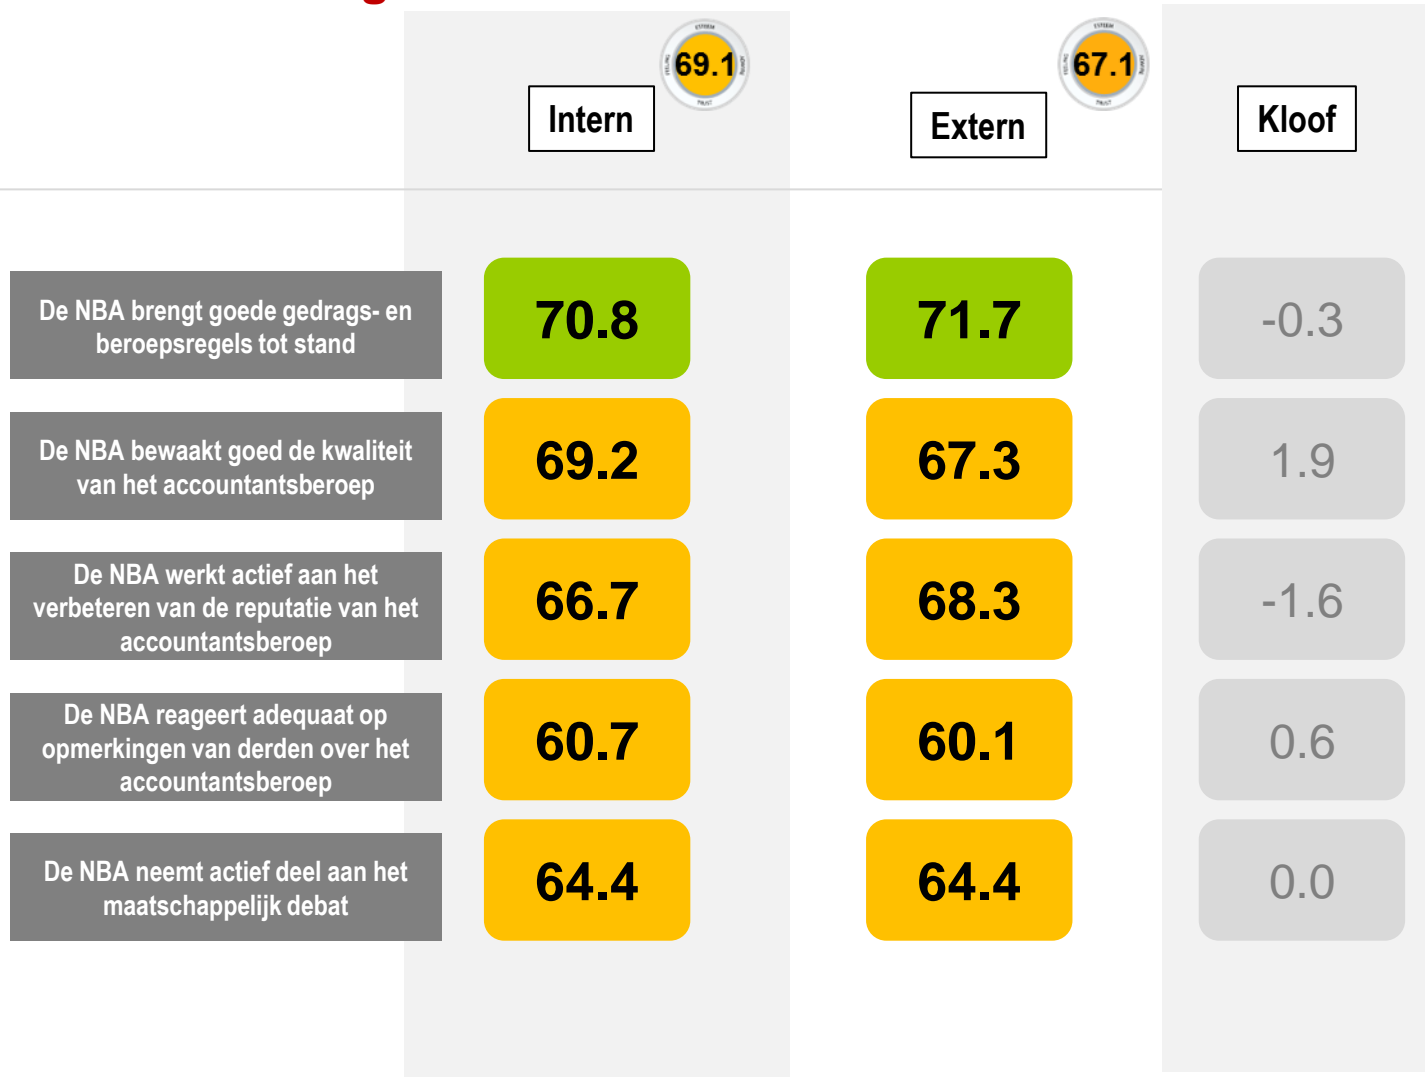 g
69.1
67.1
Intern
Extern
Kloof
De NBA brengt goede gedrags- en
beroepsregels tot stand
70.8
71.7
-0.3
De NBA bewaakt goed de kwaliteit
van het accountantsberoep
69.2
67.3
1.9
De NBA werkt actief aan het
verbeteren van de reputatie van het
accountantsberoep
66.7
68.3
-1.6
De NBA reageert adequaat op
opmerkingen van derden over het
accountantsberoep
60.7
60.1
0.6
De NBA neemt actief deel aan het
maatschappelijk debat
64.4
64.4
0.0